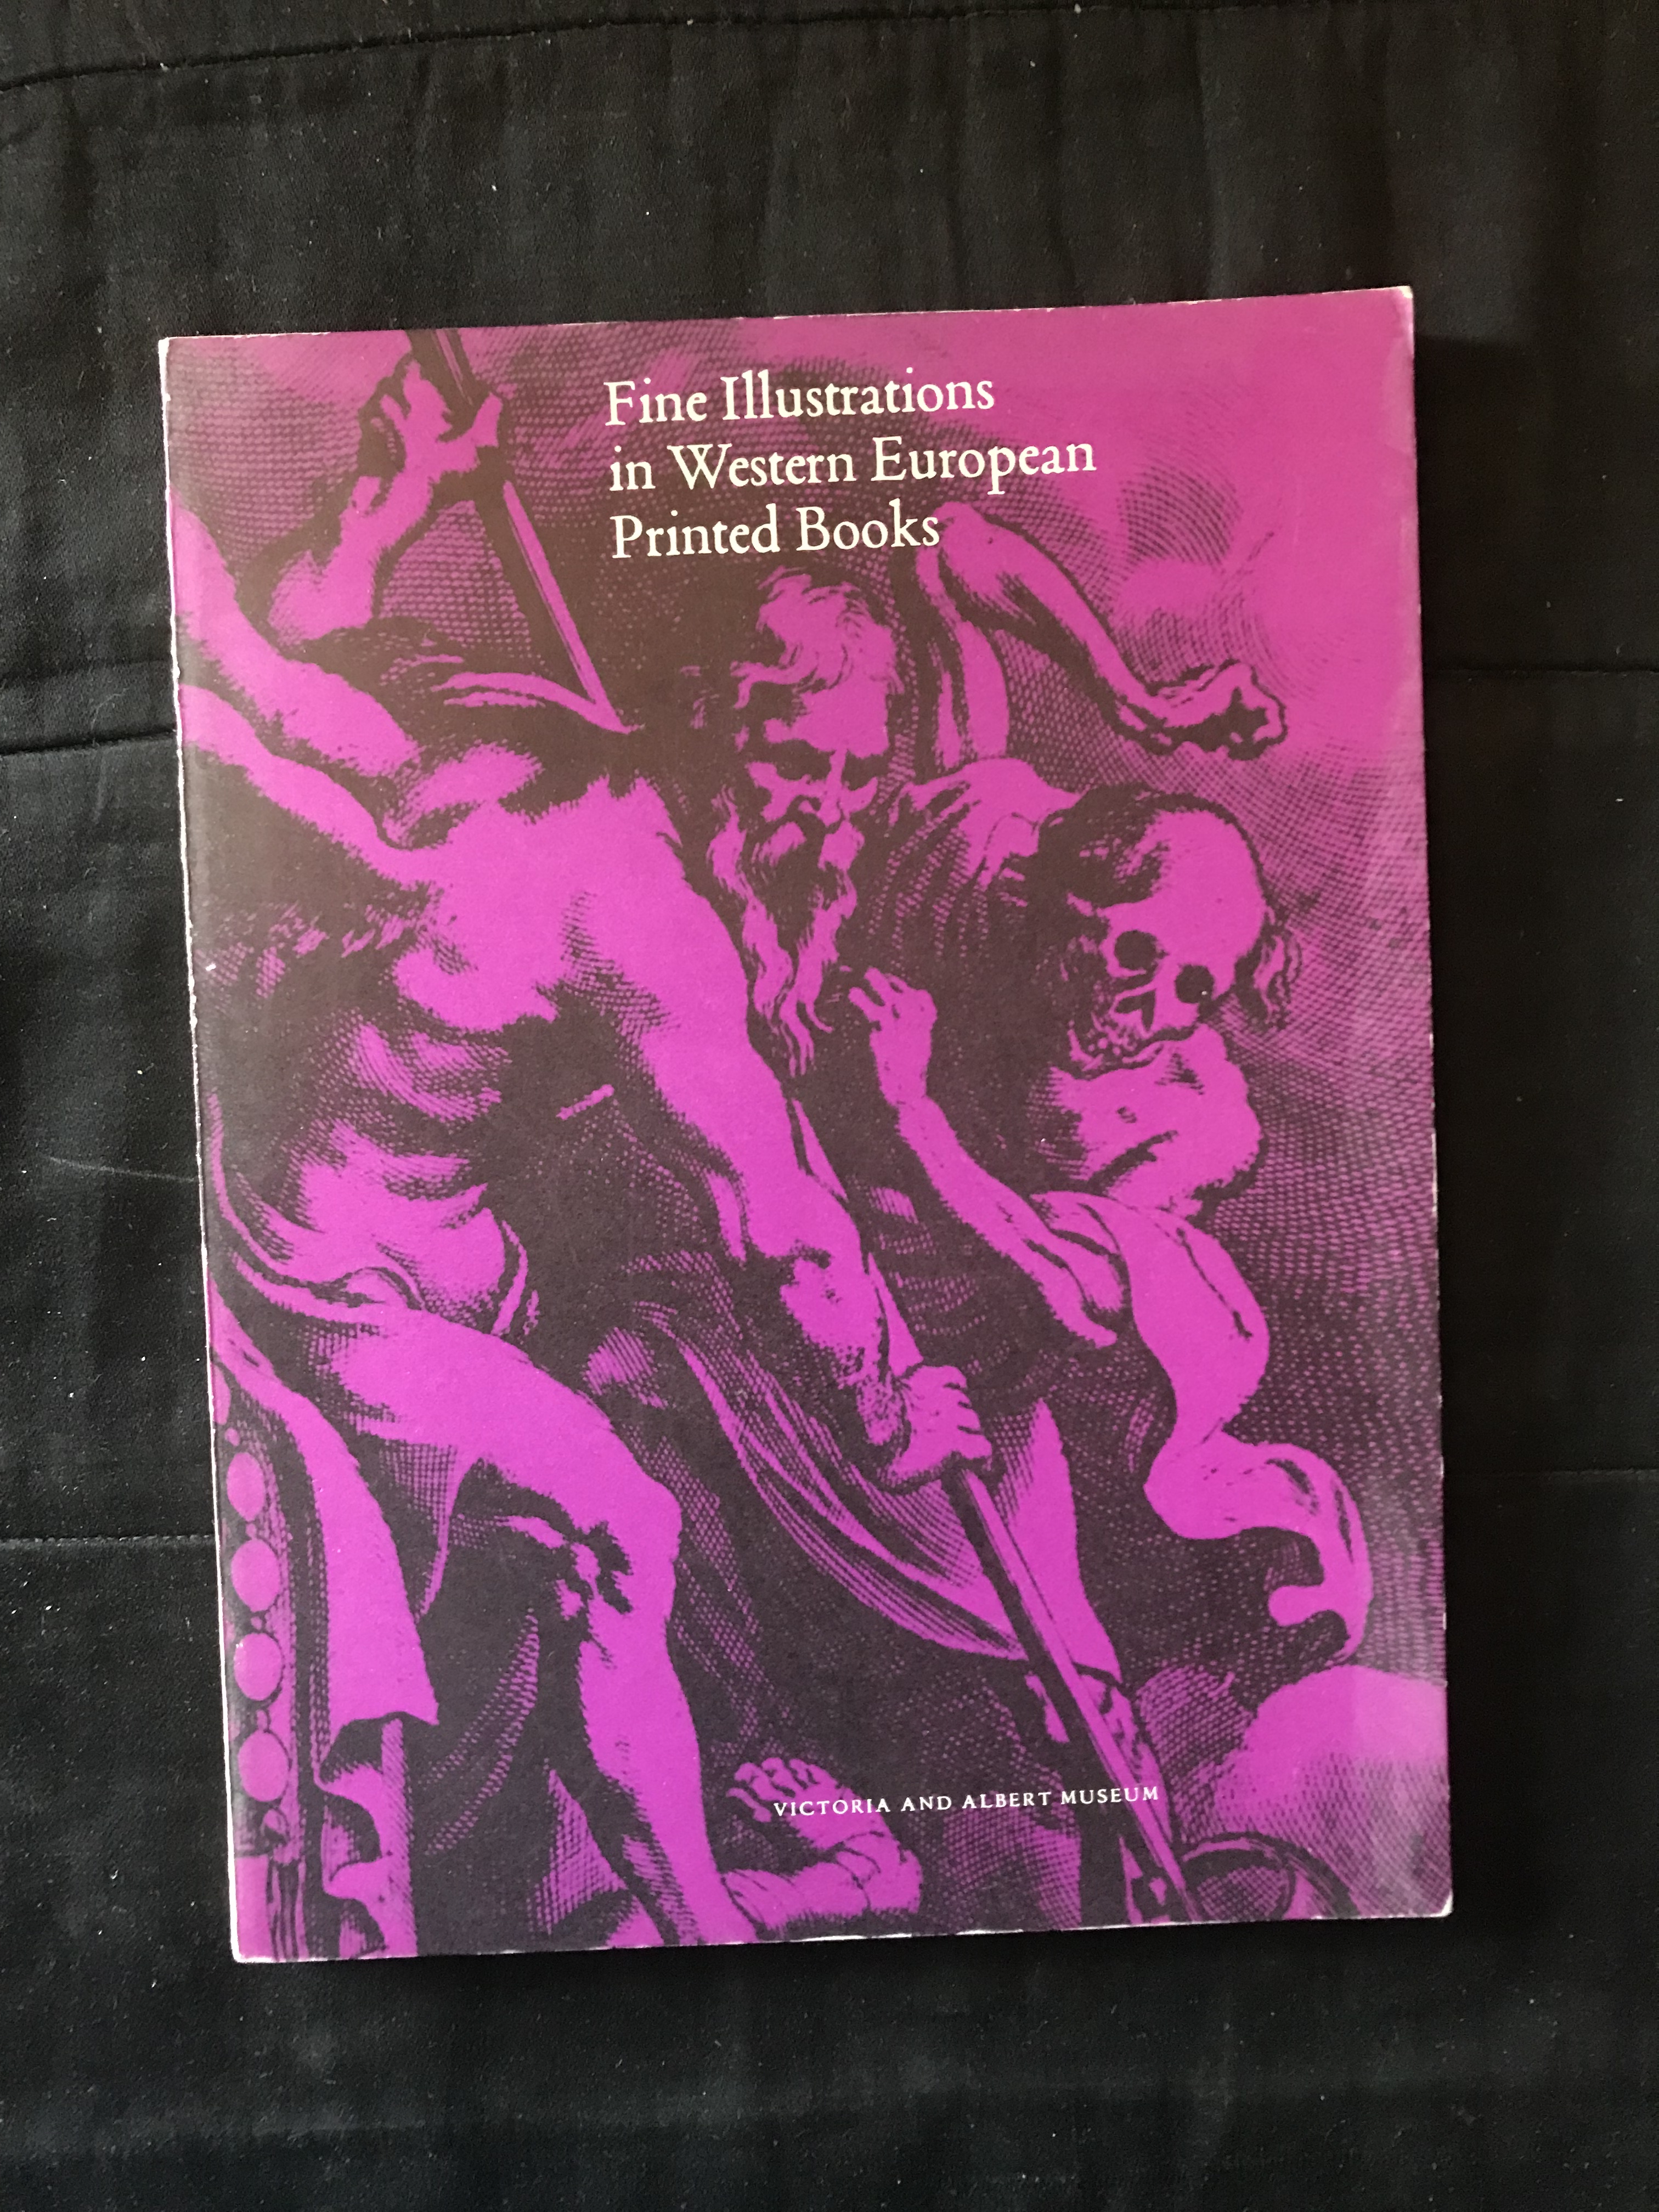 Fine Illustrations
in Western European
Printed Books
VICTORIA AND ALBERT MUSEUM